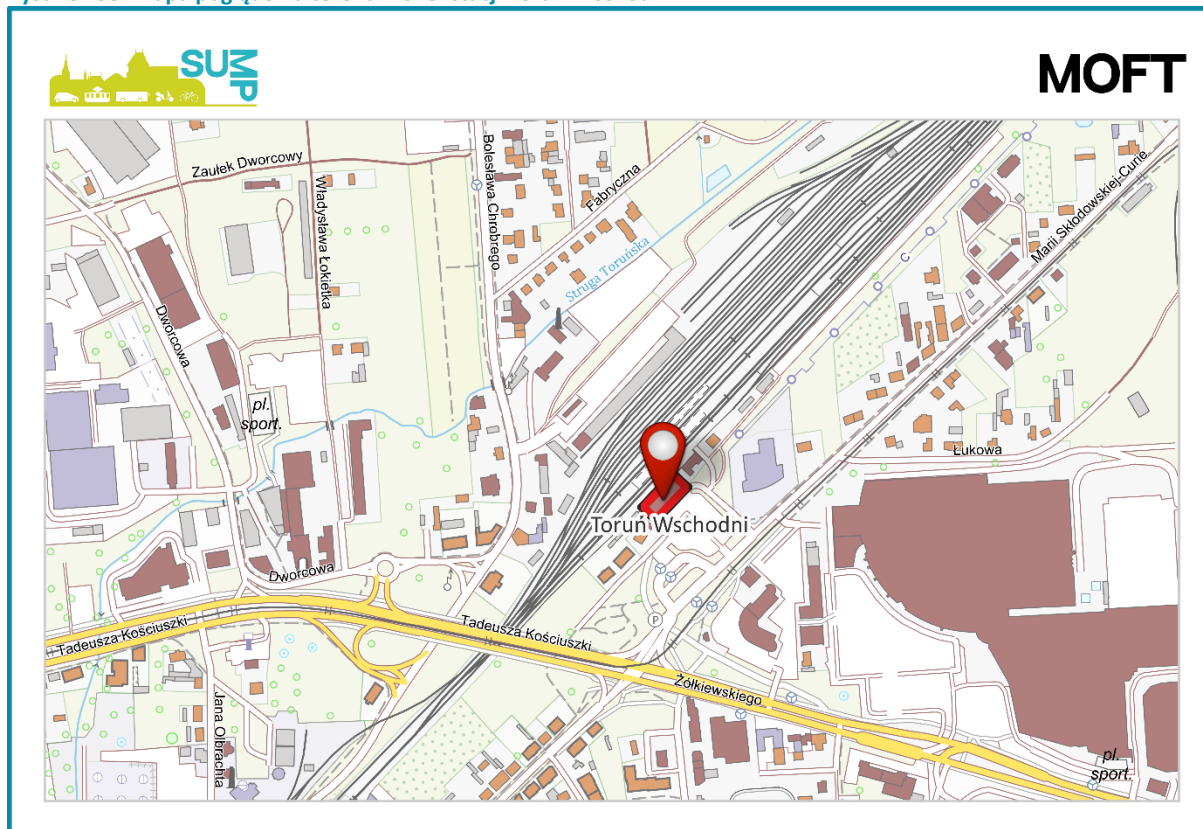 SUMP
MOFT
Zaułek Dworcowy
Władysława Łokietka
Bolesława Chrobrego
Fabryczna
Struga Toruńska
Marii Skłodowskiej-Curie
C
Dworcowa
pl.
sport.
Łukowa
Toruń Wschodni
Dworcowa
P
Tadeusza Kościuszki
Tadeusza Kościuszki
Żółkiewskiego
Jana Olbrachta
pl.
sport.